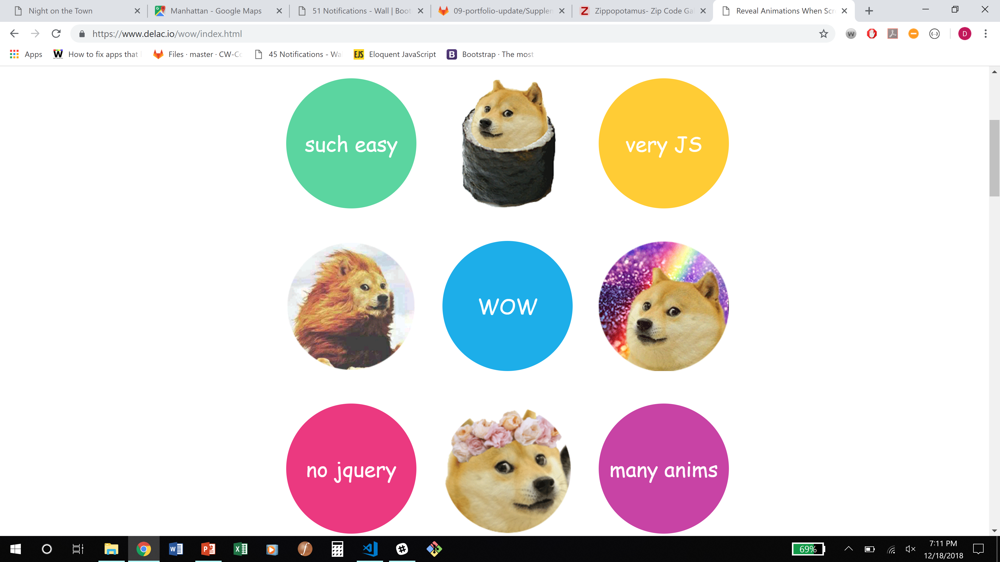 Night on the Town
Manhattan - Google Maps
51 Notifications - Wall | Boot
09-portfolio-update/Supplen
Zippopotamus- Zip Code Gal
Reveal Animations When Scr
https://www.delac.io/wow/index.html
D
Apps
W How to fix apps that
Files · master · CW-Co
45 Notifications - Wa
EJS Eloquent JavaScript
B Bootstrap · The most
such easy
very JS
WOW
no jquery
many anims
69%
7:11 PM
12/18/2018